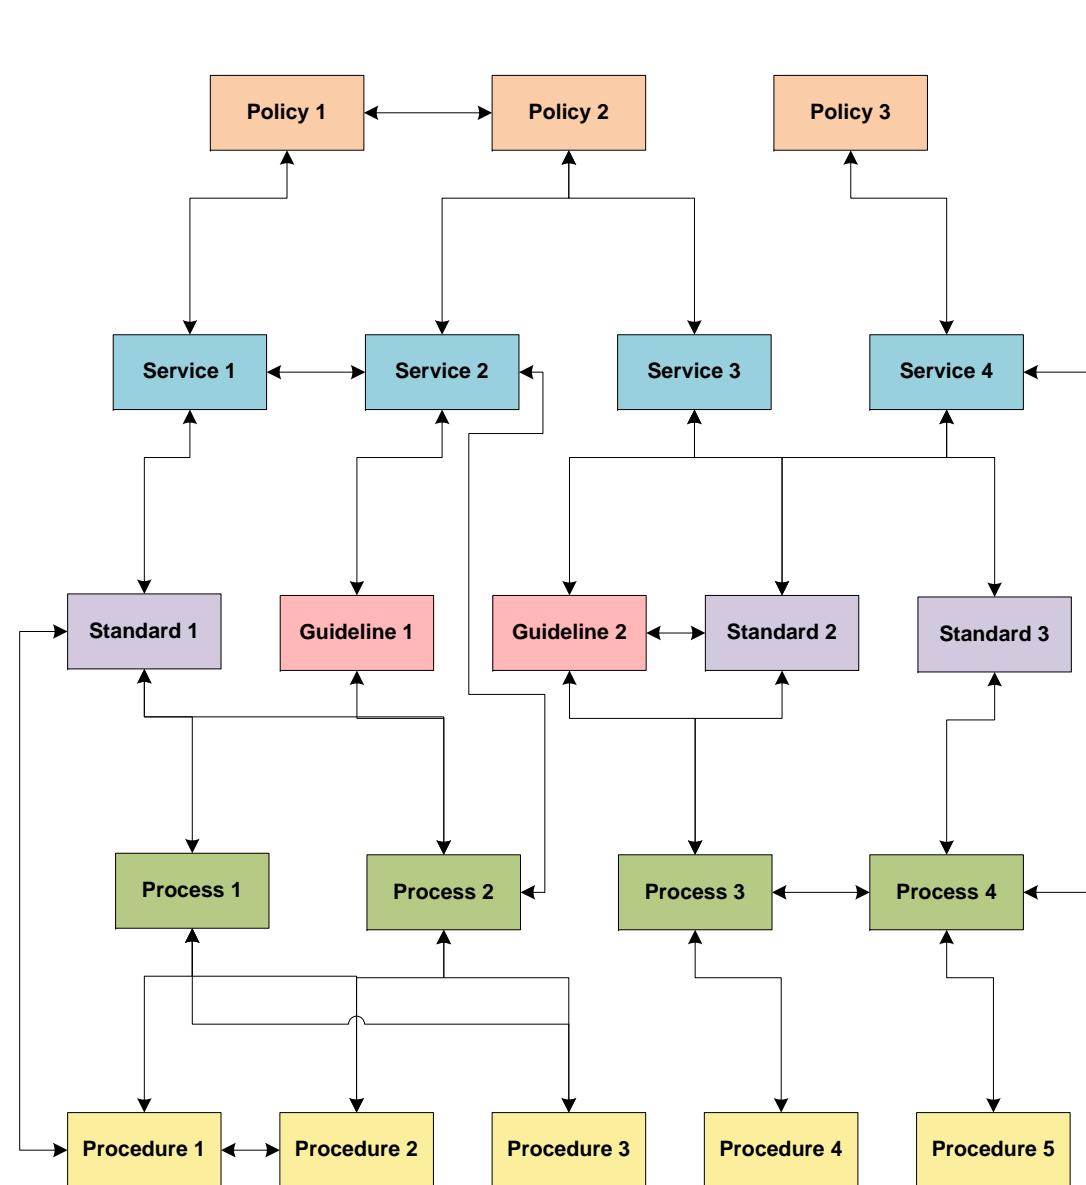 Policy 1
Policy 2
Policy 3
Service 1
Service 2
Service 3
Service 4
Standard 1
Guideline 1
Guideline 2
Standard 2
Standard 3
Process 1
Process 2
Process 3
Process 4
Procedure 1
Procedure 2
Procedure 3
Procedure 4
Procedure 5